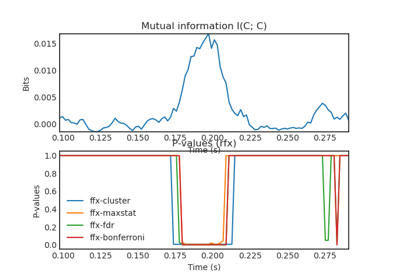 Mutual information I(C; C)
0.015
0.010
0.005
0.000
Bits
0.100 0.125 0.150 0.175 0.200 0.225 0.250 0.275
Time (s)
P-values (rfx)
1.0
0.8
0.6
0.4
0.2
0.0
P-values
ffx-cluster
ffx-maxstat
ffx-fdr
ffx-bonferroni
0.100 0.125 0.150 0.175 0.200 0.225 0.250 0.275
Time (s)